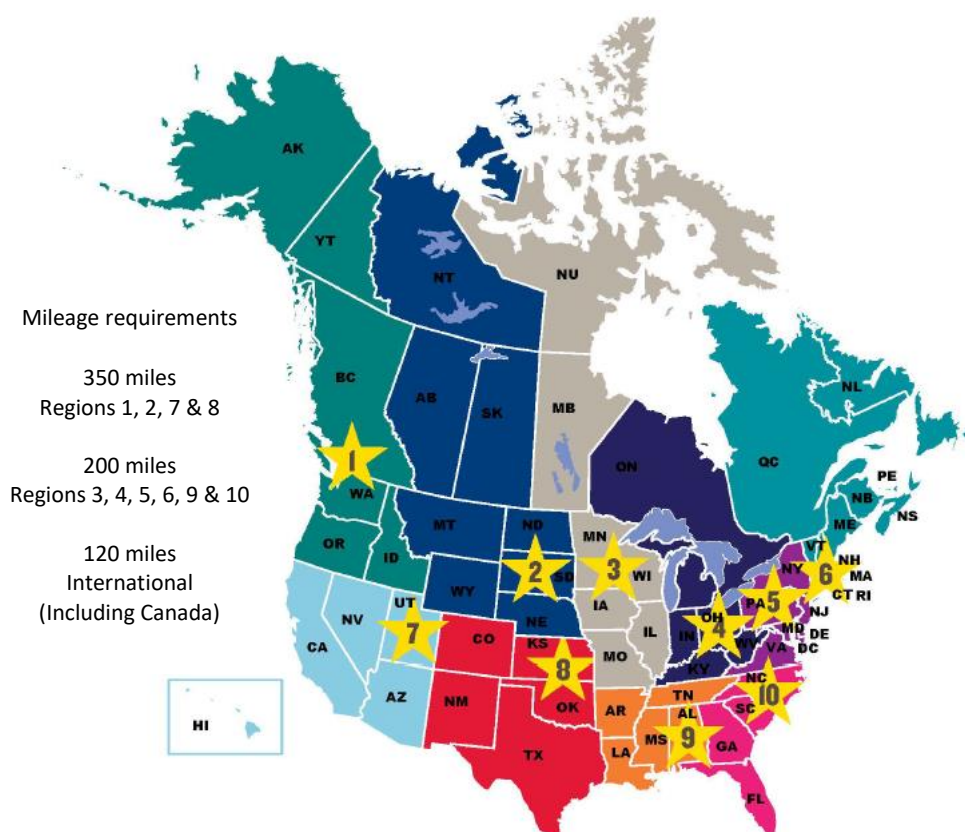 AK
YT
NT
NU
Mileage requirements
350 miles
Regions 1, 2, 7 & 8
200 miles
Regions 3, 4, 5, 6, 9 & 10
120 miles
International
(Including Canada)
BC
AB
SK
MB
ON
QC
NL
PE
NB
NS
ME
1
WA
OR
ID
MT
ND
MN
VT
NH
MA
CT
RI
NY
6
2
SD
3
WI
5
PA
NJ
WY
NE
IA
IL
IN
OH
4
WV
MD
DE
DC
VA
CA
NV
UT
7
CO
KS
8
MO
KY
NC
10
AZ
NM
OK
AR
TN
SC
HI
TX
LA
MS
AL
9
GA
FL